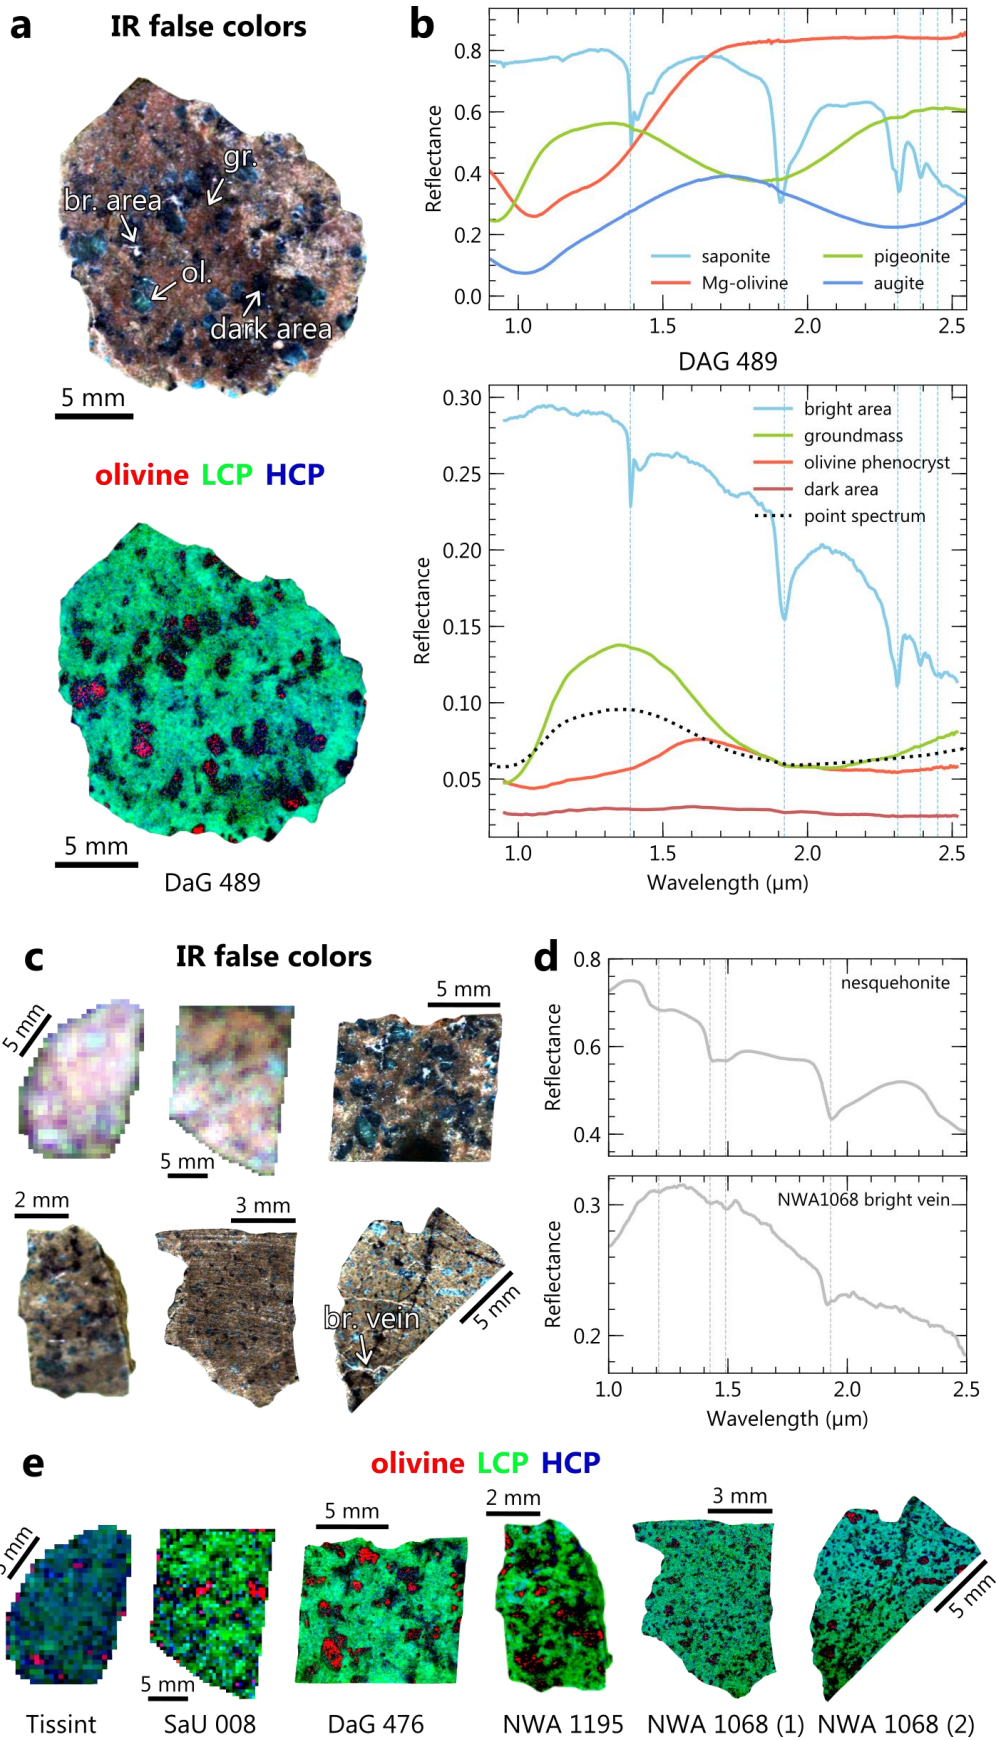 a
IR false colors
gr.
br. area
ol.
dark area
5 mm
olivine LCP HCP
5 mm
DaG 489
b
0.8
0.6
0.4
0.2
0.0
Reflectance
saponite
Mg-olivine
pigeonite
augite
1.0 1.5 2.0 2.5
DAG 489
0.30
0.25
0.20
0.15
0.10
0.05
Reflectance
bright area
groundmass
olivine phenocryst
dark area
point spectrum
1.0 1.5 2.0 2.5
Wavelength (µm)
c
IR false colors
5 mm
5 mm
5 mm
2 mm
3 mm
br. vein
5 mm
d
0.8
0.6
0.4
Reflectance
nesquehonite
0.3
0.2
Reflectance
NWA1068 bright vein
1.0 1.5 2.0 2.5
Wavelength (µm)
e
olivine LCP HCP
5 mm
5 mm
5 mm
2 mm
3 mm
5 mm
Tissint SaU 008 DaG 476 NWA 1195 NWA 1068 (1) NWA 1068 (2)